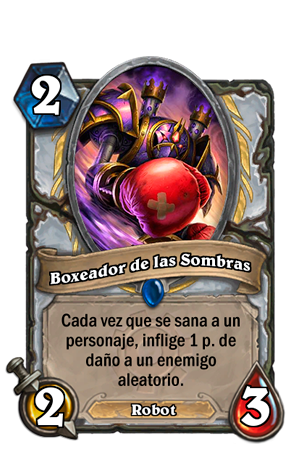 2
Boxeador de las Sombras
Cada vez que se sana a un
personaje, inflige 1 p. de
daño a un enemigo
aleatorio.
2
Robot
3